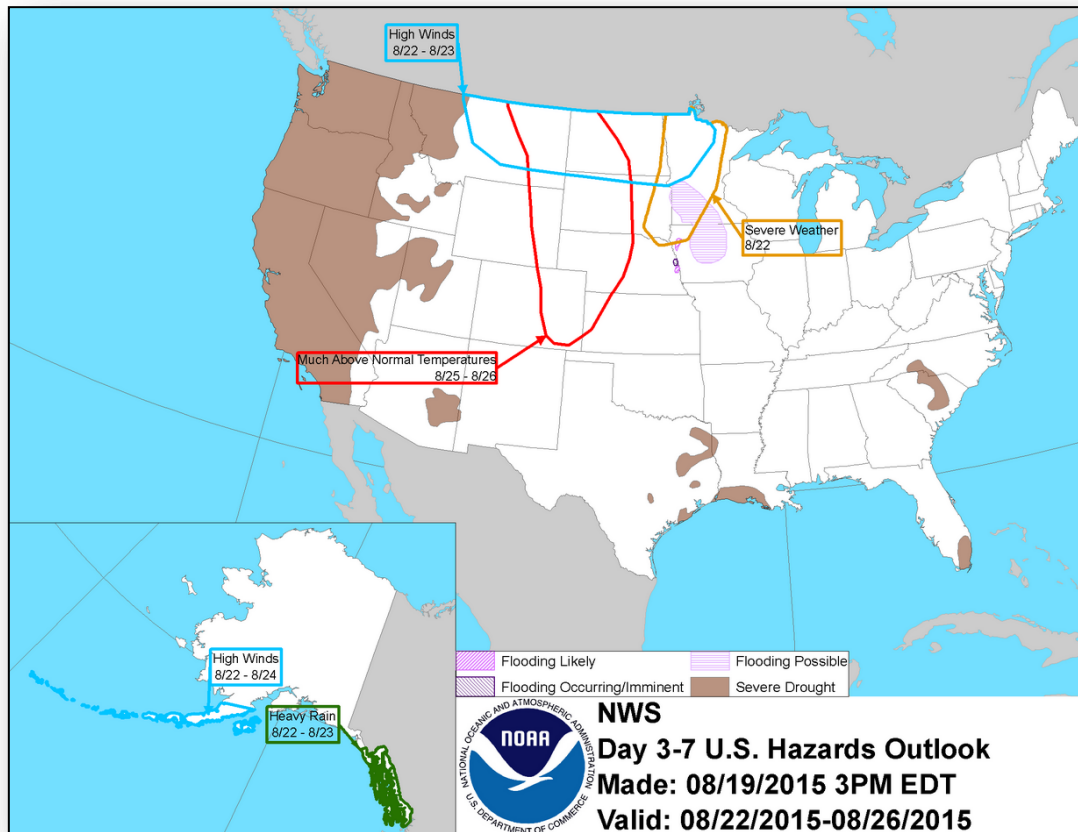 High Winds
8/22 - 8/23
Severe Weather
8/22
Much Above Normal Temperatures
8/25 - 8/26
High Winds
8/22 - 8/24
Heavy Rain
8/22 - 8/23
Flooding Likely
Flooding Possible
Flooding Occurring/Imminent
Severe Drought
NATIONAL OCEANIC AND ATMOSPHERIC ADMINISTRATION
NOAA
U.S. DEPARTMENT OF COMMERCE
NWS
Day 3-7 U.S. Hazards Outlook
Made: 08/19/2015 3PM EDT
Valid: 08/22/2015-08/26/2015